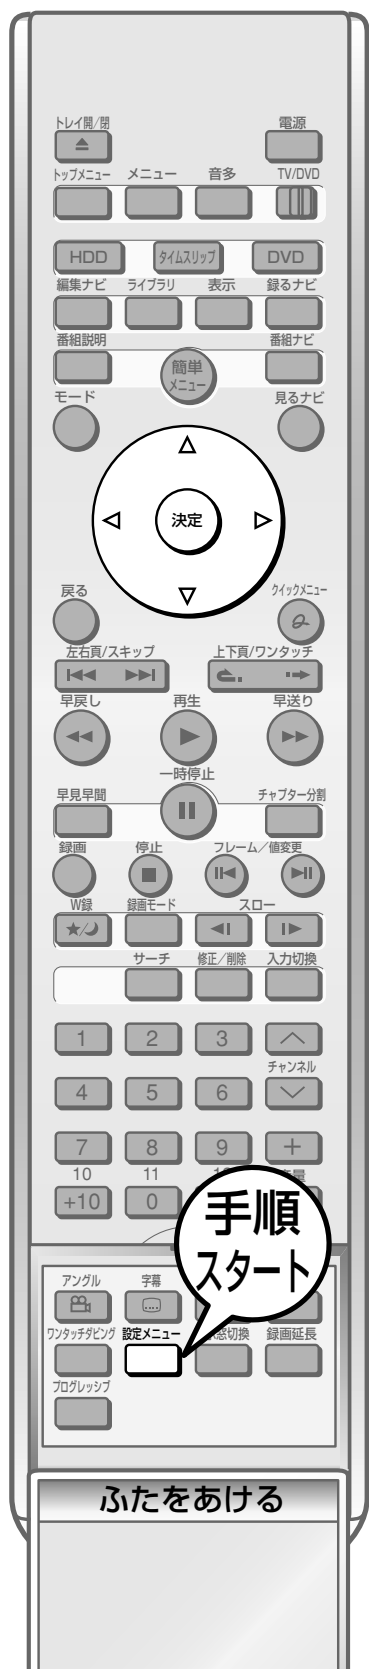 トレイ開/閉 電源
トップメニュー メニュー 音多 TV/DVD
HDD タイムスリップ DVD
編集ナビ ライブラリ 表示 録るナビ
番組説明 番組ナビ
簡単
メニュー
モード 見るナビ
決定
戻る クイックメニュー
左右頁/スキップ 上下頁/ワンタッチ
早戻し 再生 早送り
一時停止
早見早聞 チャプター分割
録画 停止 フレーム/値変更
W録 録画モード スロー
★/
サーチ 修正/削除 入力切換
1 2 3
チャンネル
4 5 6
7 8 9 +
10 11
+10 0
手順
スタート
アングル 字幕
ワンタッチダビング 設定メニュー 窓切換 録画延長
プログレッシブ
ふたをあける